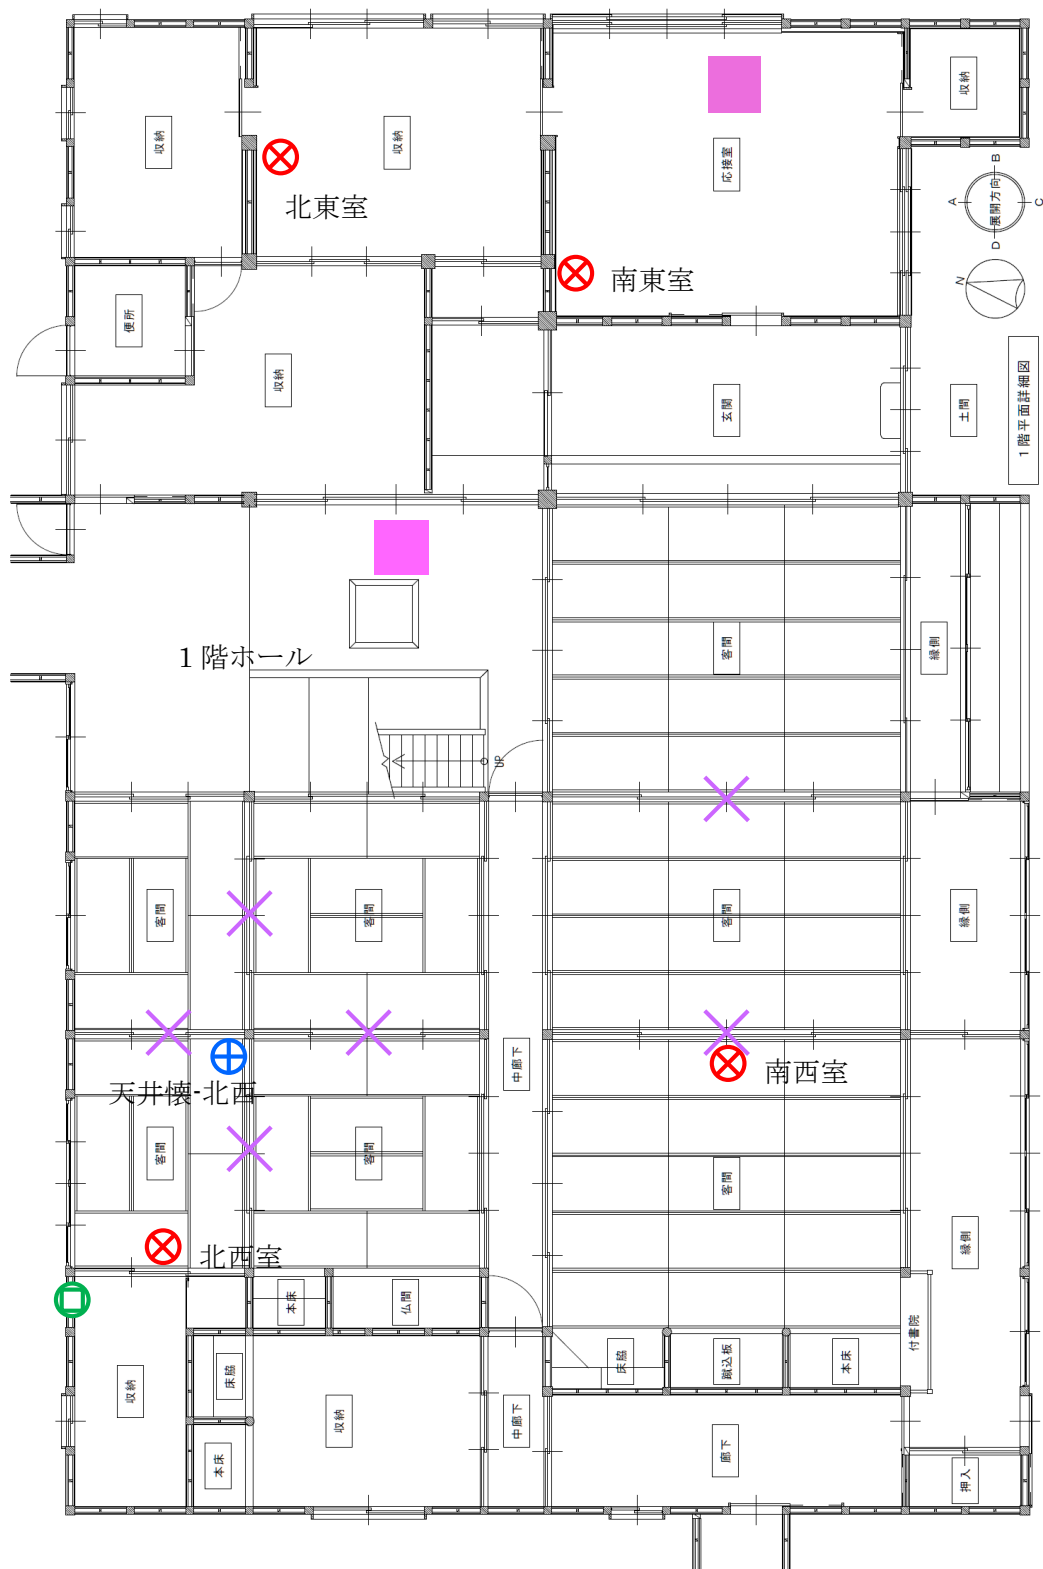 収納
収納
収納
応接室
北東室
B
A
展開方向
C
D
南東室
N
便所
収納
玄関
土間
1階平面詳細図
1階ホール
客間
縁側
UP
客間
客間
客間
縁側
中廊下
南西室
天井懐-北西
客間
客間
客間
縁側
北西室
本床
仏間
付書院
床脇
床脇
蹴込板
本床
収納
収納
中廊下
廊下
本床
押入